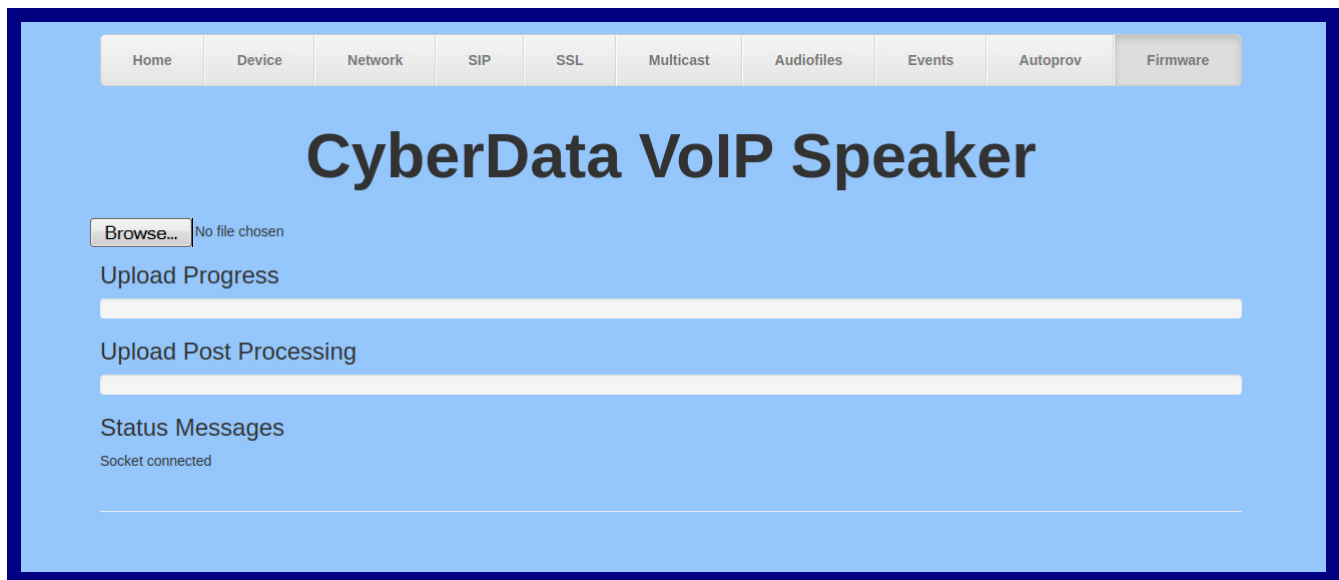 Home Device Network SIP SSL Multicast Audiofiles Events Autoprov Firmware
CyberData VoIP Speaker
Browse... No file chosen
Upload Progress
Upload Post Processing
Status Messages
Socket connected